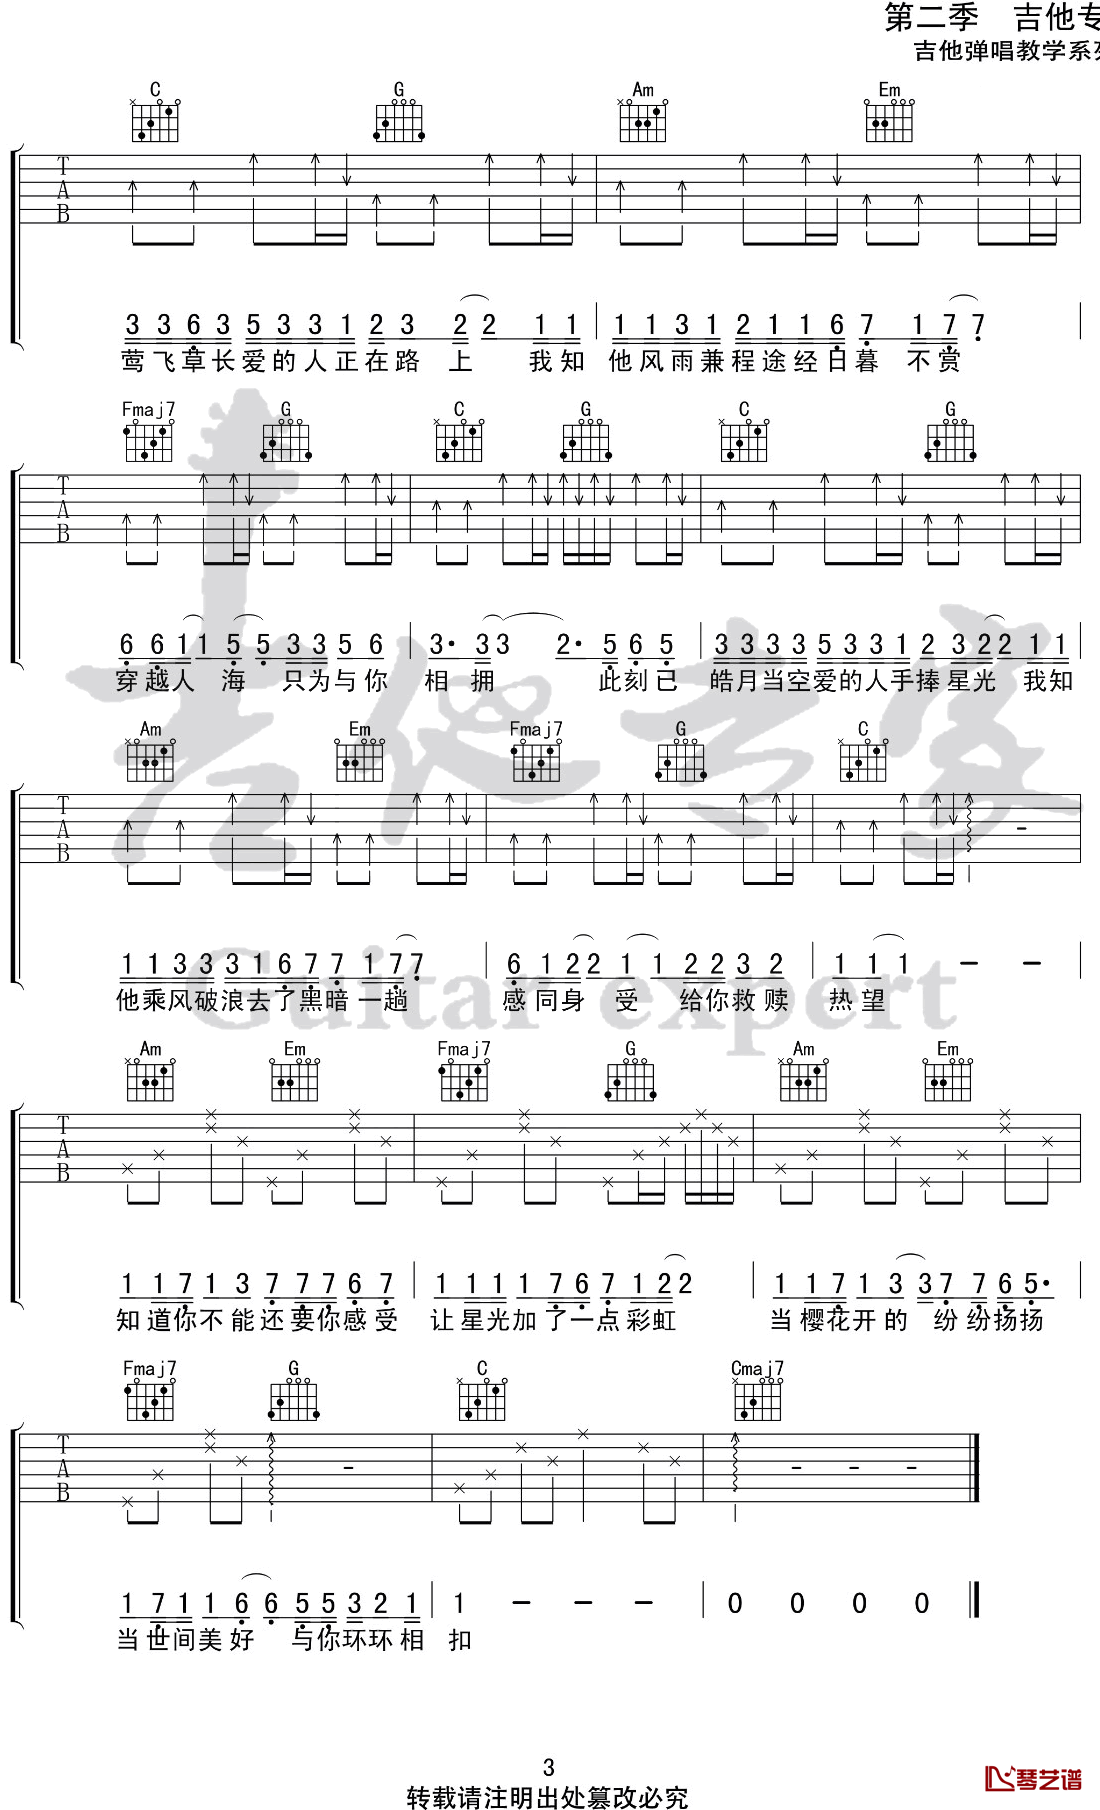 第二季 吉他专
吉他弹唱教学系列
C G Am Em
T
A
B
3 3 6 3 5 3 3 1 2 3 2 2 1 1 1 1 3 1 2 1 1 6 7 1 7 7
莺飞草长爱的人正在路上 我知 他风雨兼程途经日暮 不赏
Fmaj7 G C G C G
T
A
B
6 6 1 1 5 5 3 3 5 6 3· 3 3 2· 5 6 5 3 3 3 3 5 3 3 1 2 3 2 2 1 1
穿越人 海 只为与你 相 拥 此刻已 皓月当空爱的人手捧星光 我知
Am Em Fmaj7 G C
T
A
B
-
1 1 3 3 3 1 6 7 7 1 7 7 6 1 2 2 1 1 2 2 3 2 1 1 1 - -
他乘风破浪去了黑暗一趟 感同身 受 给你救赎 热望
Am Em Fmaj7 G Am Em
T
A
B
1 1 7 1 3 7 7 7 6 7 1 1 1 1 7 6 7 1 2 2 1 1 7 1 3 3 7 7 6 5·
知道你不能还要你感受 让星光加了一点彩虹 当樱花开的 纷纷扬扬
Fmaj7 G C Cmaj7
T
A
B
- - - -
1 7 1 1 6 6 5 5 3 2 1 1 - - - 0 0 0 0
当世间美好 与你环环相 扣
吉他专家
Guitar expert
3
转载请注明出处篡改必究
琴艺谱